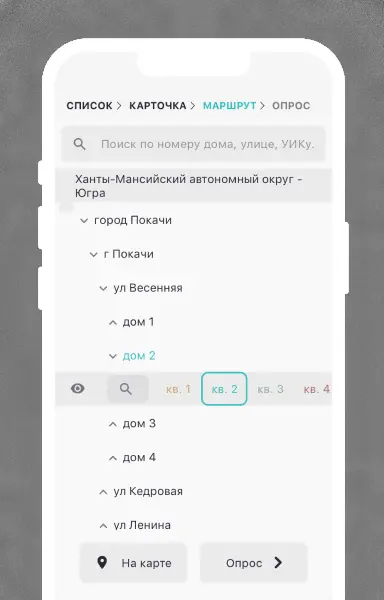 СПИСОК > КАРТОЧКА > МАРШРУТ > ОПРОС
Поиск по номеру дома, улице, УИКу.
Ханты-Мансийский автономный округ -
Югра
город Покачи
г Покачи
ул Весенняя
дом 1
дом 2
кв. 1 кв. 2 кв. 3 кв. 4
дом 3
дом 4
ул Кедровая
ул Ленина
На карте Опрос >